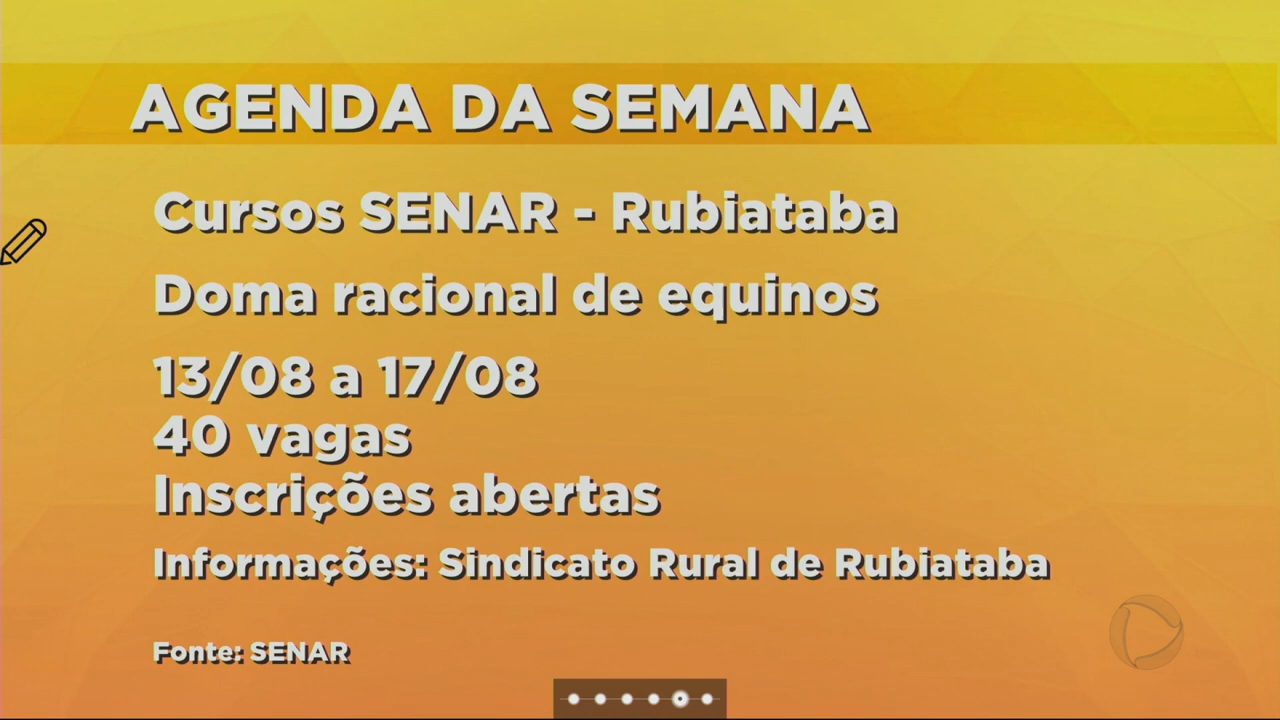 AGENDA DA SEMANA
Cursos SENAR - Rubiataba
Doma racional de equinos
13/08 a 17/08
40 vagas
Inscrições abertas
Informações: Sindicato Rural de Rubiataba
Fonte: SENAR